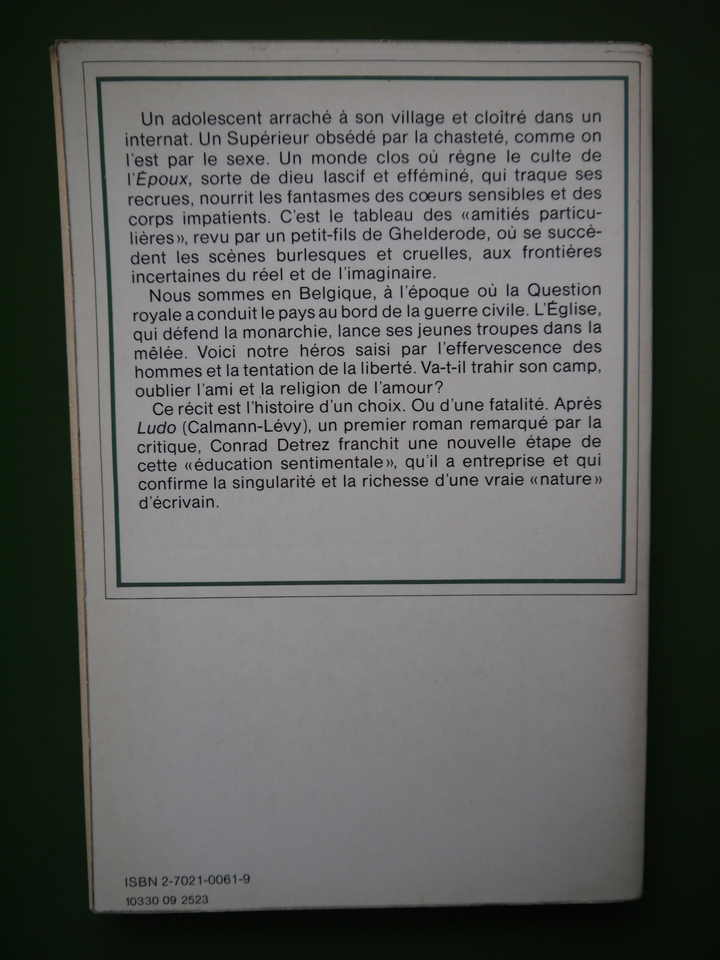 Un adolescent arraché à son village et cloîtré dans un
internat. Un Supérieur obsédé par la chasteté, comme on
l'est par le sexe. Un monde clos où règne le culte de
l'Époux, sorte de dieu lascif et efféminé, qui traque ses
recrues, nourrit les fantasmes des cœurs sensibles et des
corps impatients. C'est le tableau des «amitiés particu-
lières», revu par un petit-fils de Ghelderode, où se succè-
dent les scènes burlesques et cruelles, aux frontières
incertaines du réel et de l'imaginaire.
Nous sommes en Belgique, à l'époque où la Question
royale a conduit le pays au bord de la guerre civile. L'Église,
qui défend la monarchie, lance ses jeunes troupes dans la
mêlée. Voici notre héros saisi par l'effervescence des
hommes et la tentation de la liberté. Va-t-il trahir son camp,
oublier l'ami et la religion de l'amour?
Ce récit est l'histoire d'un choix. Ou d'une fatalité. Après
Ludo (Calmann-Lévy), un premier roman remarqué par la
critique, Conrad Detrez franchit une nouvelle étape de
cette «éducation sentimentale», qu'il a entreprise et qui
confirme la singularité et la richesse d'une vraie «nature»
d'écrivain.
ISBN 2-7021-0061-9
10330 09 2523